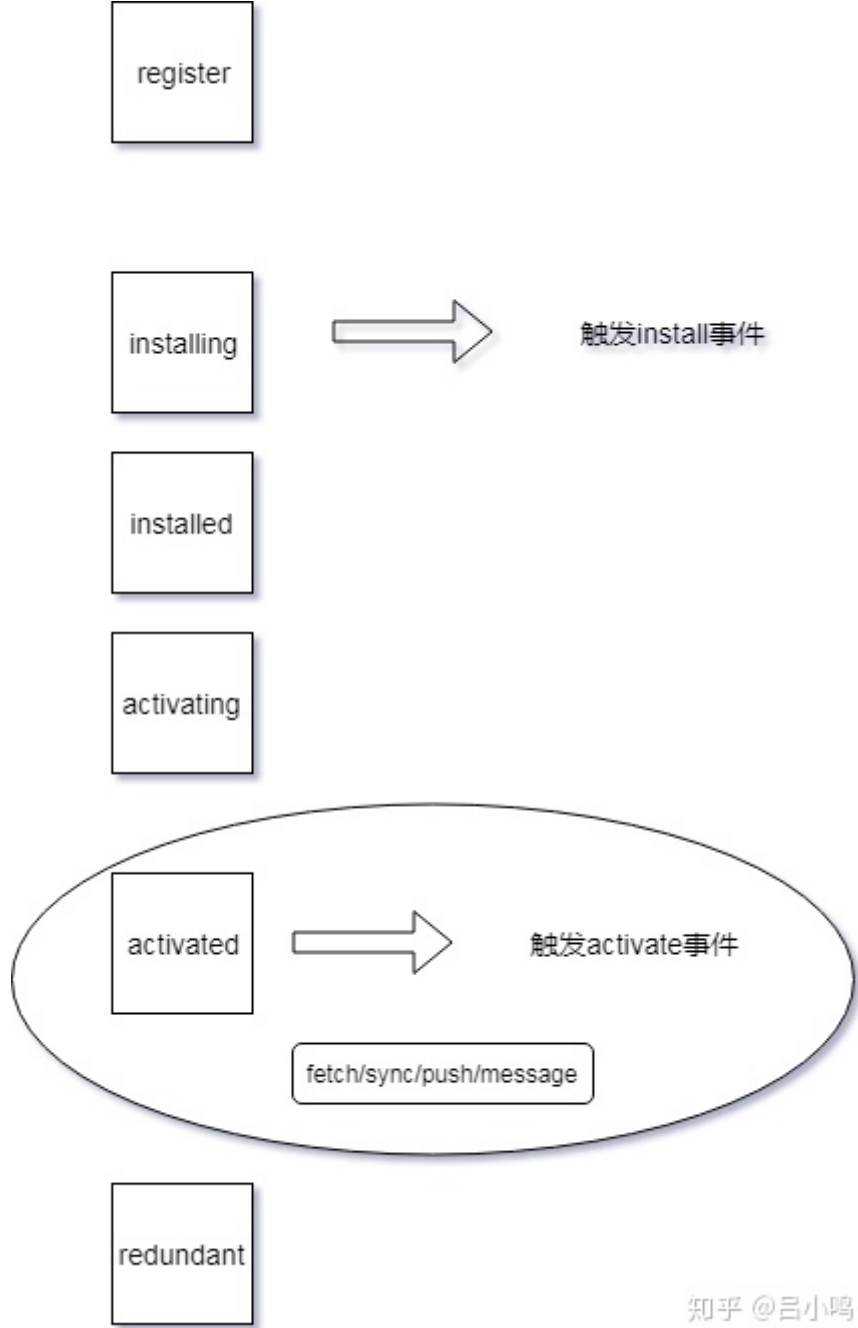 register
installing
触发install事件
installed
activating
activated
触发activate事件
fetch/sync/push/message
redundant
知乎 @吕小鸣